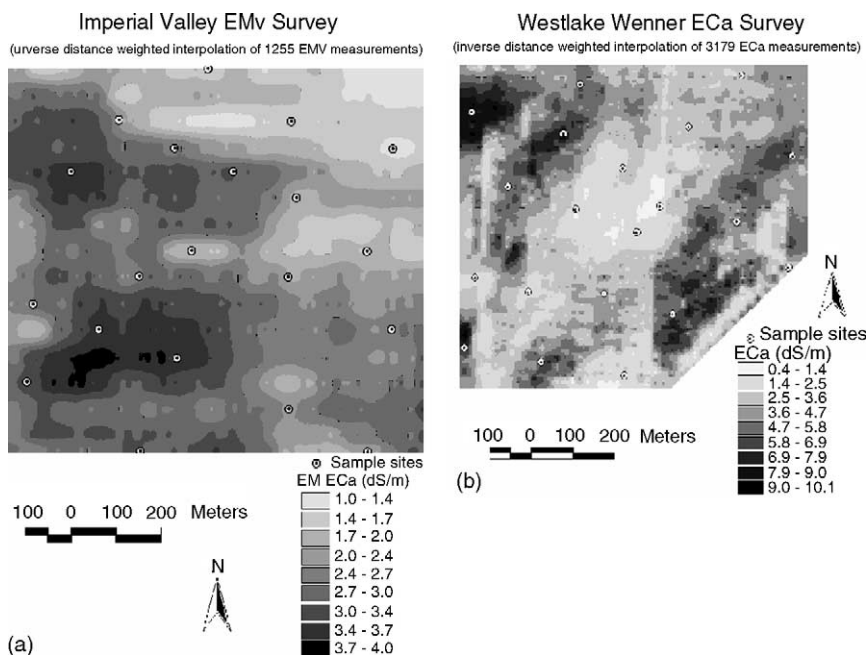 Imperial Valley EMv Survey
(urverse distance weighted interpolation of 1255 EMV measurements)
Sample sites
EM ECa (dS/m)
1.0 - 1.4
1.4 - 1.7
1.7 - 2.0
2.0 - 2.4
2.4 - 2.7
2.7 - 3.0
3.0 - 3.4
3.4 - 3.7
3.7 - 4.0
100 0 100 200 Meters
N
(a)
Westlake Wenner ECa Survey
(inverse distance weighted interpolation of 3179 ECa measurements)
N
Sample sites
ECa (dS/m)
0.4 - 1.4
1.4 - 2.5
2.5 - 3.6
3.6 - 4.7
4.7 - 5.8
5.8 - 6.9
6.9 - 7.9
7.9 - 9.0
9.0 - 10.1
100 0 100 200 Meters
(b)